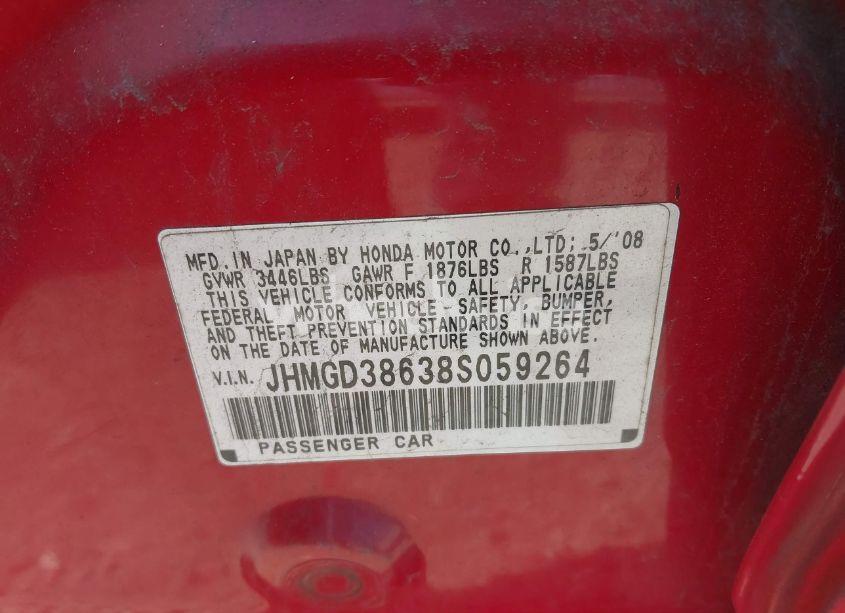 MFD. IN JAPAN BY HONDA MOTOR CO.,LTD; 5/'08
GVWR 3446LBS GAWR F 1876LBS R 1587LBS
THIS VEHICLE CONFORMS TO ALL APPLICABLE
FEDERAL MOTOR VEHICLE SAFETY, BUMPER,
AND THEFT PREVENTION STANDARDS IN EFFECT
ON THE DATE OF MANUFACTURE SHOWN ABOVE.
V.I.N. JHMGD38638S059264
PASSENGER CAR